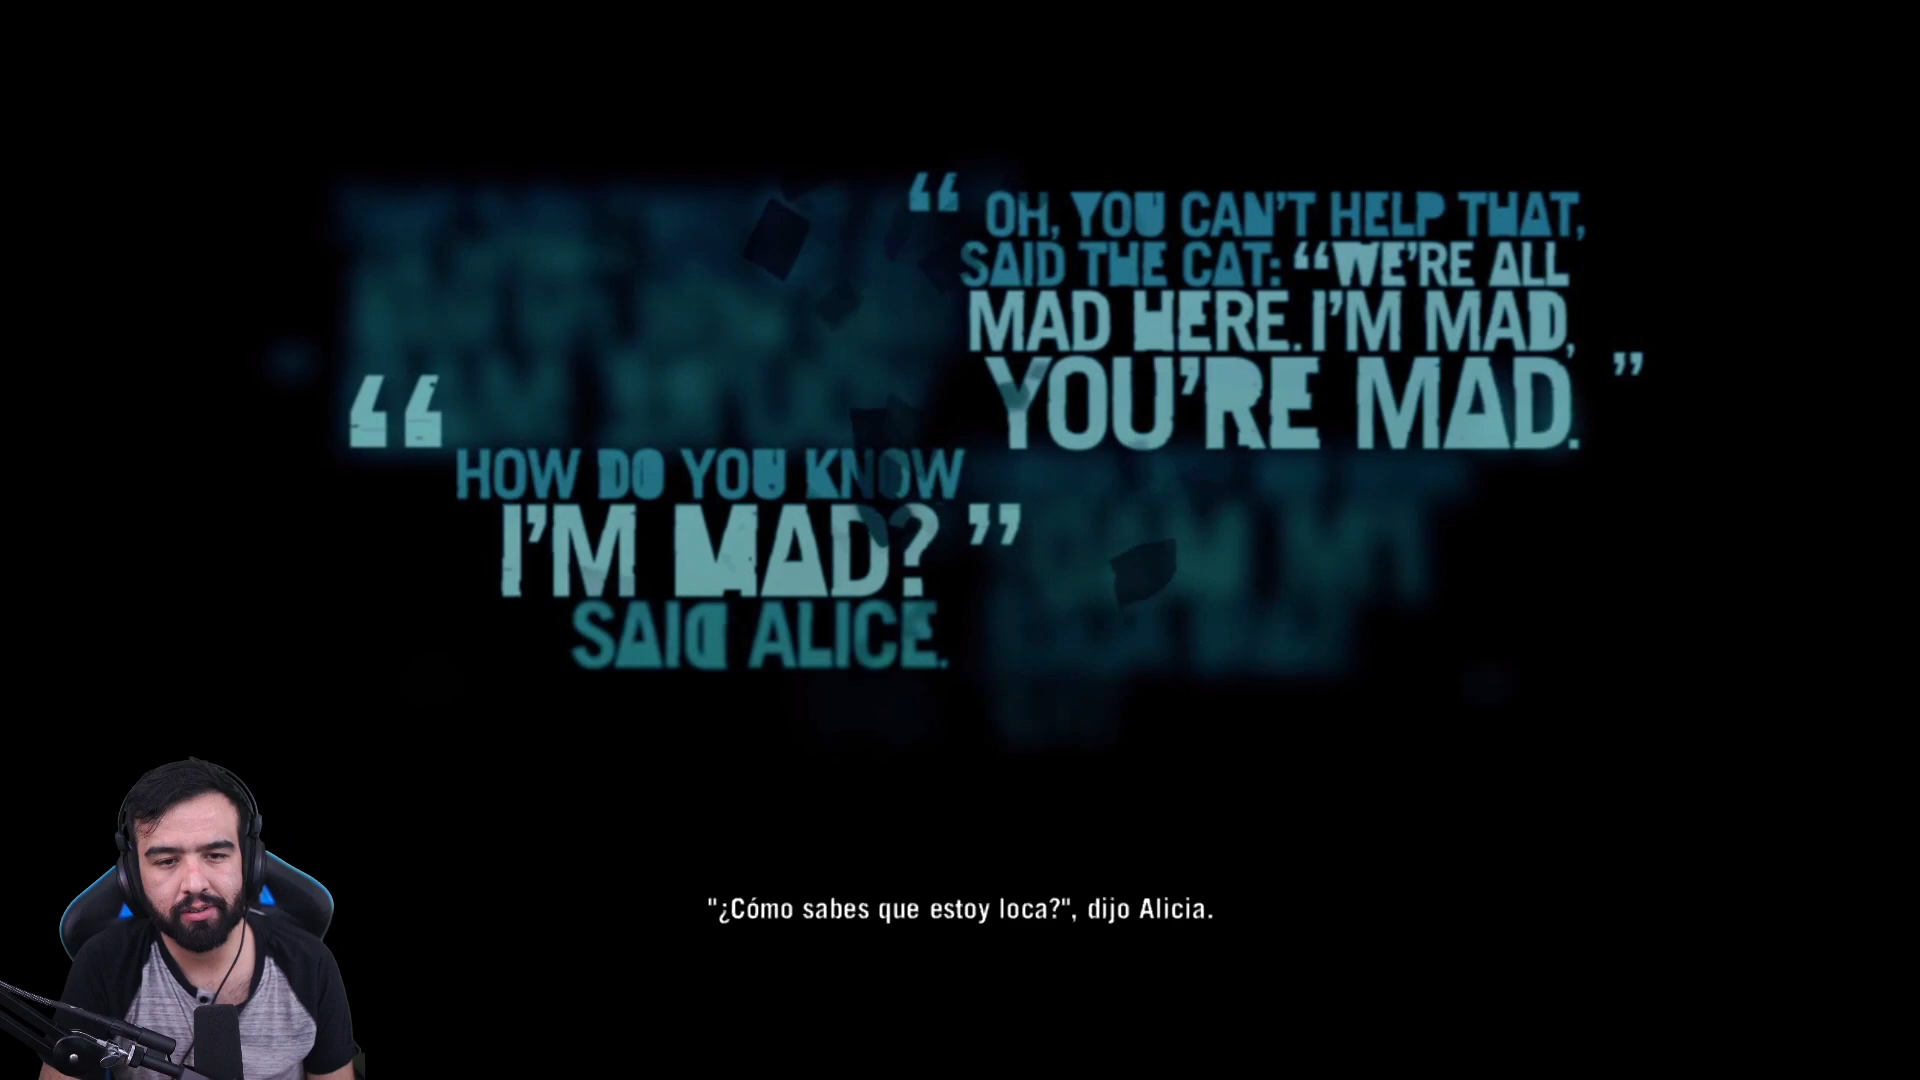 “ OH, YOU CAN'T HELP THAT,
SAID THE CAT: “WE'RE ALL
MAD HERE. I'M MAD,
YOU'RE MAD. ”
“ HOW DO YOU KNOW
I'M MAD? ”
SAID ALICE.
"¿Cómo sabes que estoy loca?", dijo Alicia.